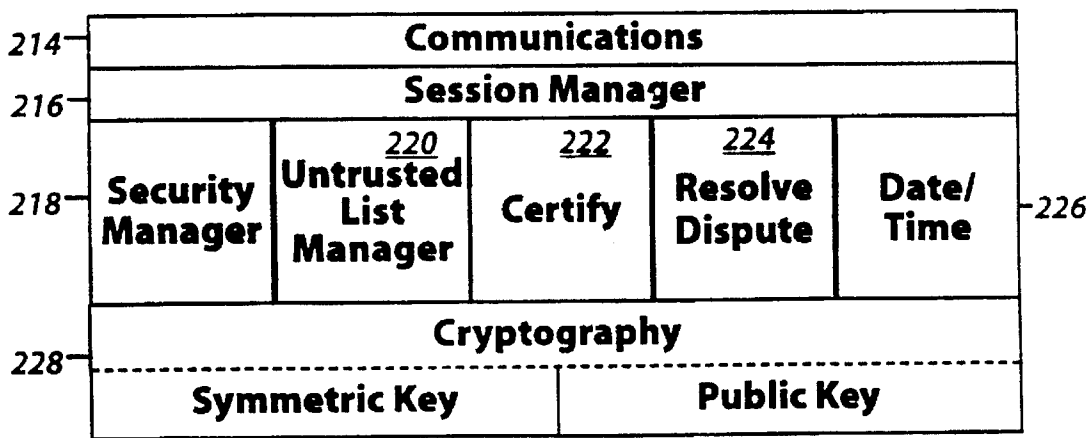 214
Communications
216
Session Manager
218
Security
Manager
220
Untrusted
List
Manager
222
Certify
224
Resolve
Dispute
Date/
Time
226
228
Cryptography
Symmetric Key
Public Key